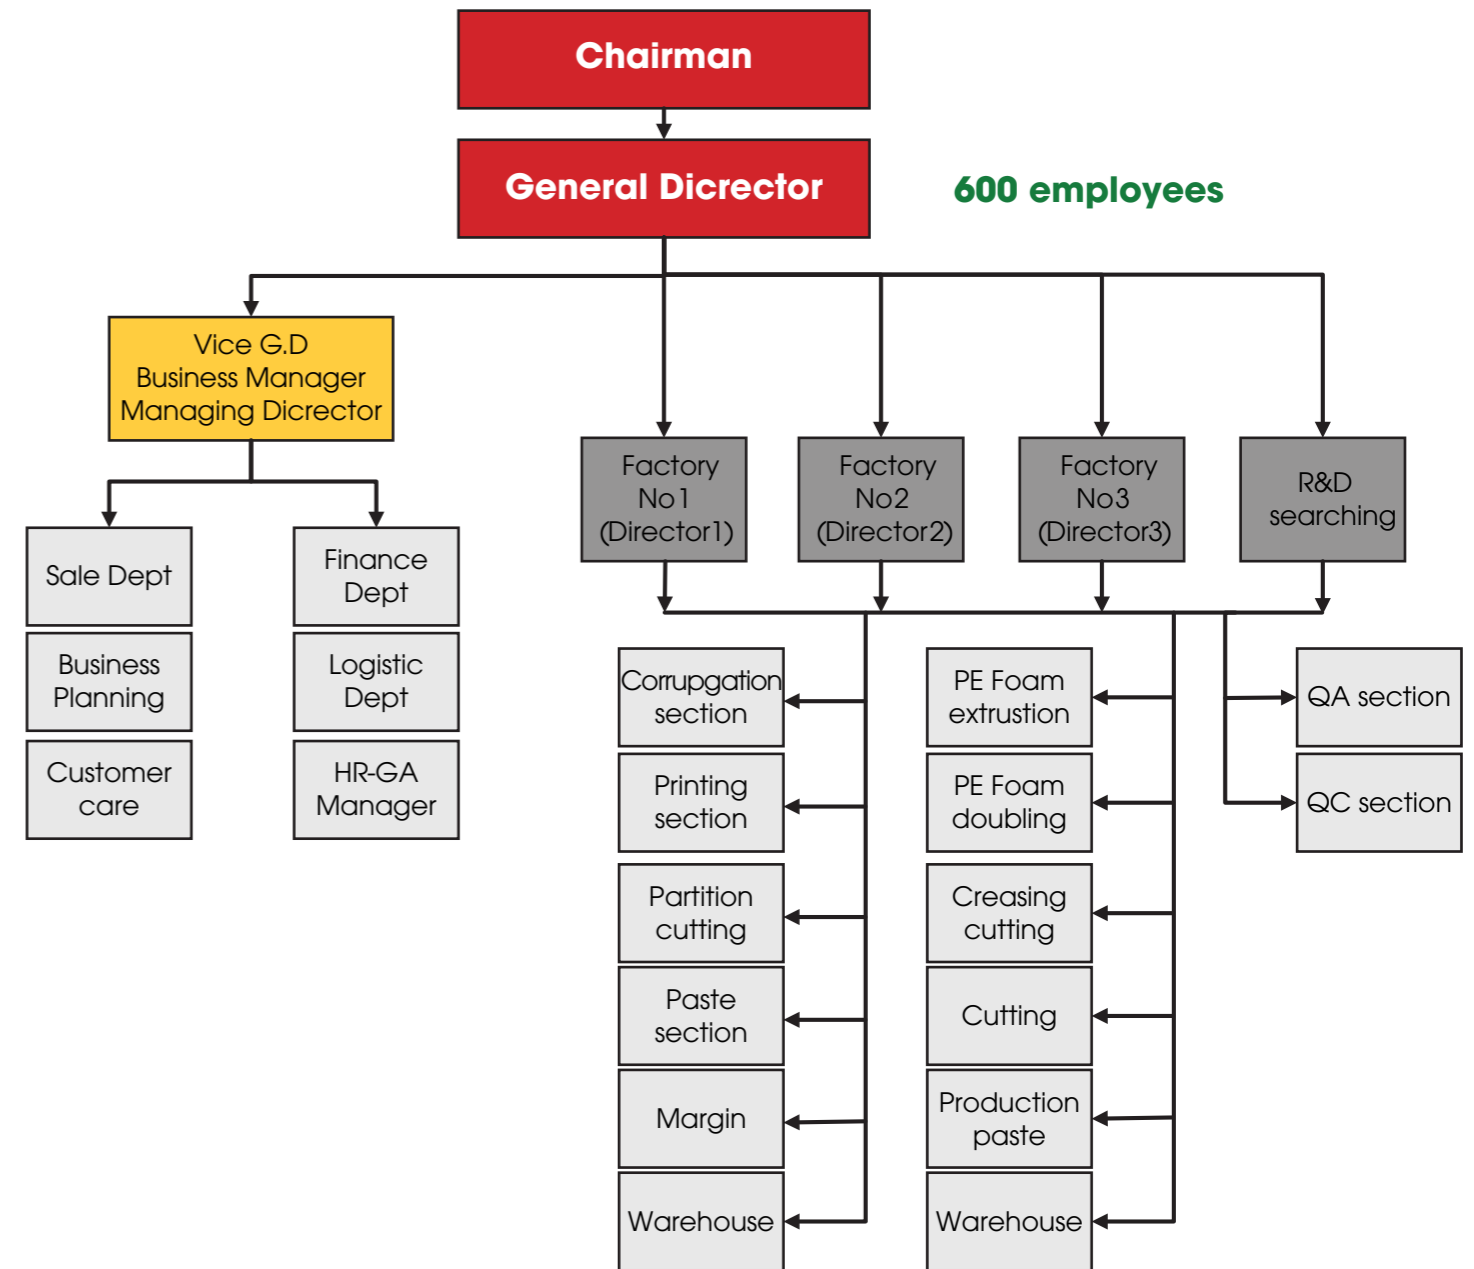 Chairman
General Dicrector
600 employees
Vice G.D
Business Manager
Managing Dicrector
Factory
No1
(Director1)
Factory
No2
(Director2)
Factory
No3
(Director3)
R&D
searching
Sale Dept
Finance
Dept
Business
Planning
Logistic
Dept
Customer
care
HR-GA
Manager
Corrupgation
section
Printing
section
Partition
cutting
Paste
section
Margin
Warehouse
PE Foam
extrustion
PE Foam
doubling
Creasing
cutting
Cutting
Production
paste
Warehouse
QA section
QC section